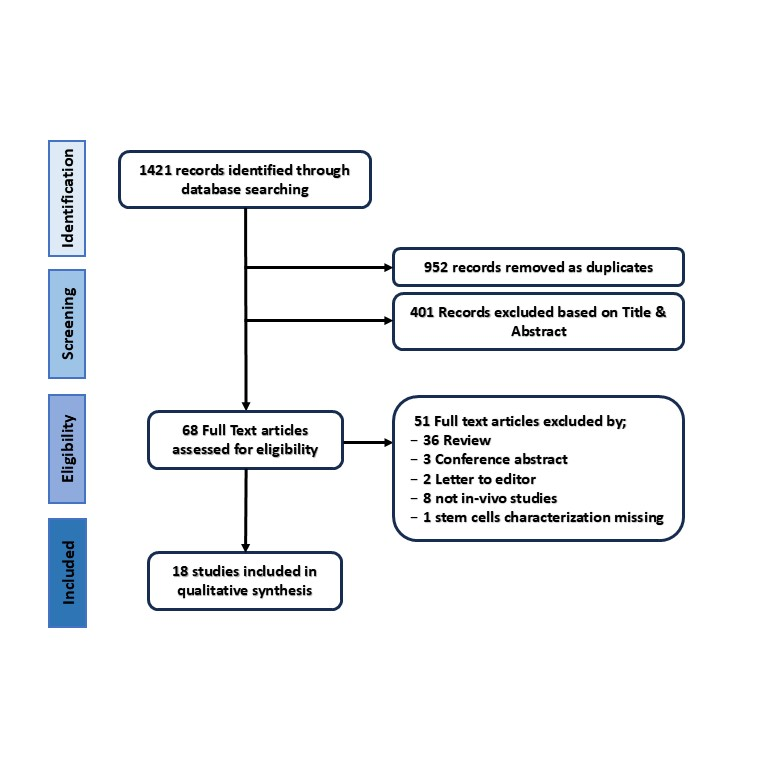 Identification
1421 records identified through
database searching
952 records removed as duplicates
Screening
401 Records excluded based on Title &
Abstract
Eligibility
68 Full Text articles
assessed for eligibility
51 Full text articles excluded by;
– 36 Review
– 3 Conference abstract
– 2 Letter to editor
– 8 not in-vivo studies
– 1 stem cells characterization missing
Included
18 studies included in
qualitative synthesis